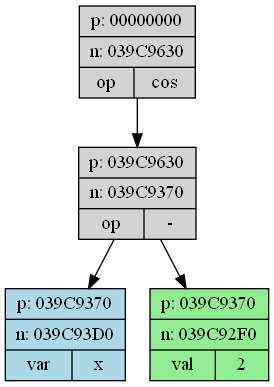 p: 00000000
n: 039C9630
op cos
p: 039C9630
n: 039C9370
op -
p: 039C9370
n: 039C93D0
var x
p: 039C9370
n: 039C92F0
val 2